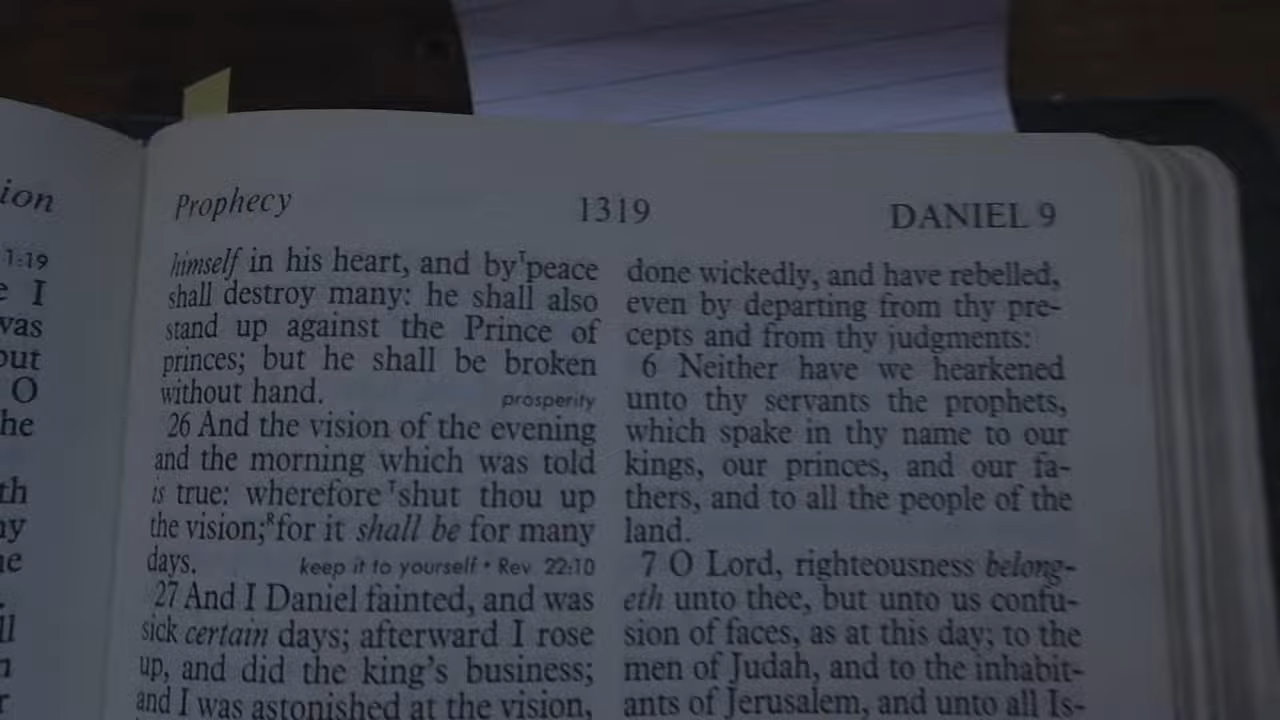 ion
1:19
e I
was
out
O
he
th
ny
ne
ll
n
r
Prophecy
1319
DANIEL 9
himself in his heart, and by ᵀpeace
shall destroy many: he shall also
stand up against the Prince of
princes; but he shall be broken
without hand. prosperity
26 And the vision of the evening
and the morning which was told
is true: wherefore ᵀshut thou up
the vision;ᴿfor it shall be for many
days. keep it to yourself • Rev. 22:10
27 And I Daniel fainted, and was
sick certain days; afterward I rose
up, and did the king's business;
and I was astonished at the vision,
done wickedly, and have rebelled,
even by departing from thy pre-
cepts and from thy judgments:
6 Neither have we hearkened
unto thy servants the prophets,
which spake in thy name to our
kings, our princes, and our fa-
thers, and to all the people of the
land.
7 O Lord, righteousness belong-
eth unto thee, but unto us confu-
sion of faces, as at this day; to the
men of Judah, and to the inhabit-
ants of Jerusalem, and unto all Is-